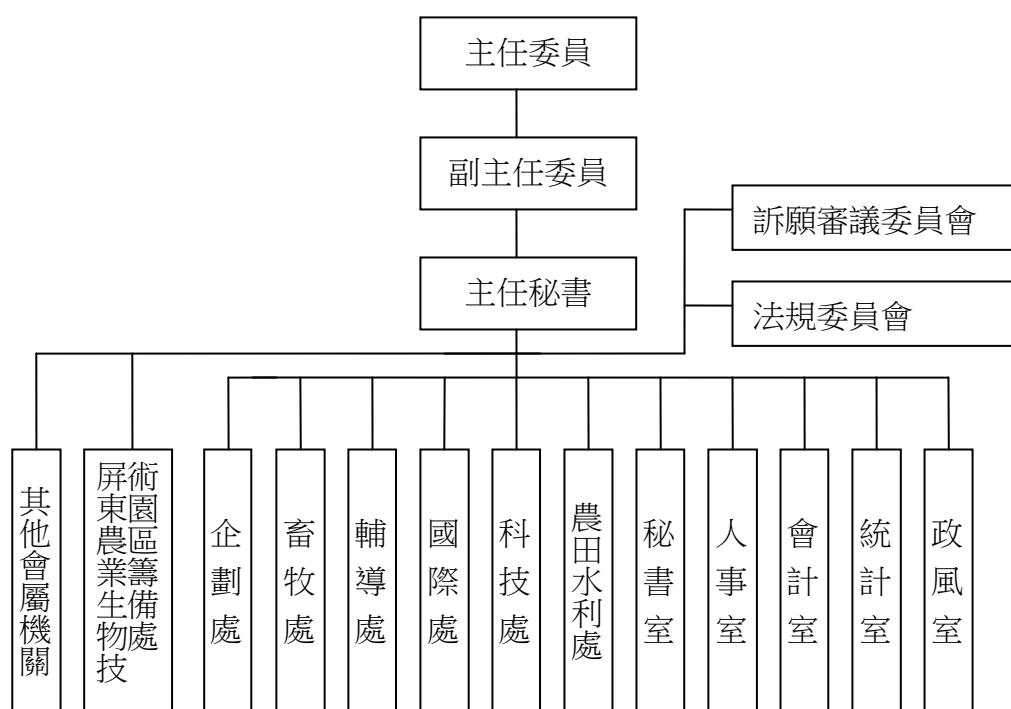 主任委員
副主任委員
訴願審議委員會
主任秘書
法規委員會
其他會屬機關
屏東農業生物技
術園區籌備處
企劃處
畜牧處
輔導處
國際處
科技處
農田水利處
秘書室
人事室
會計室
統計室
政風室